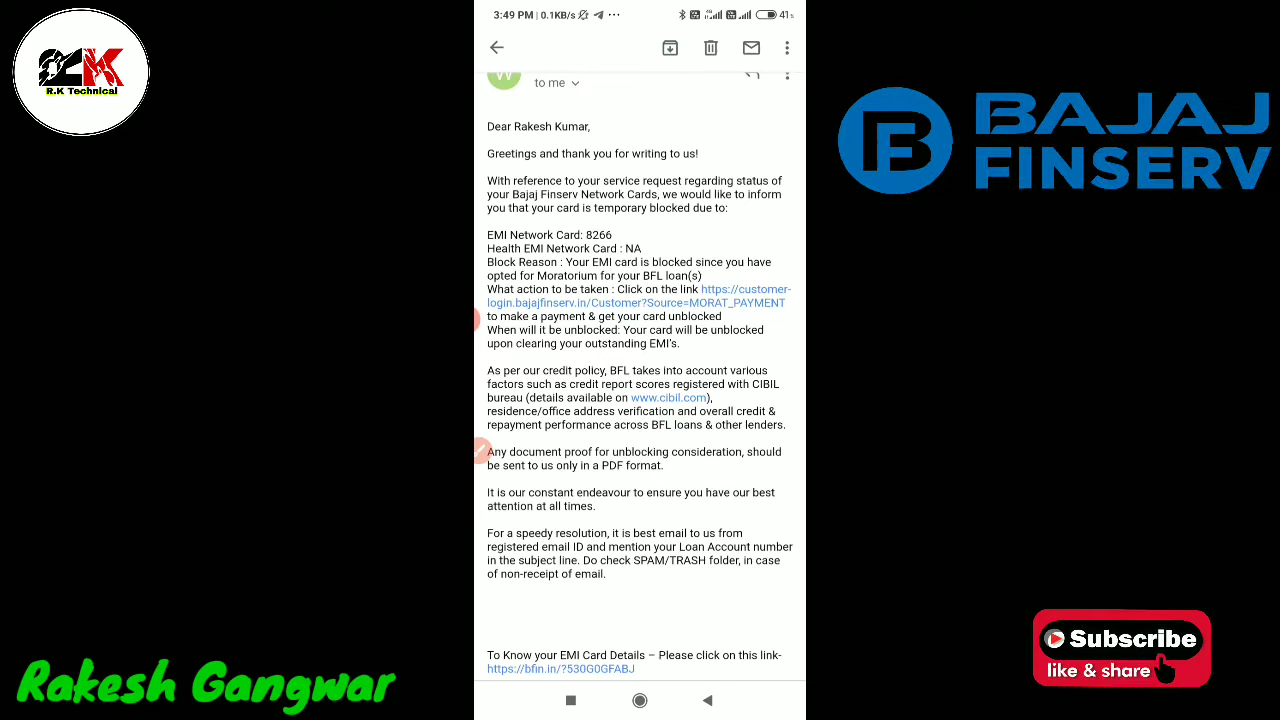 R.K Technical
3:49 PM | 0.1KB/s
41
W
to me
Dear Rakesh Kumar,
Greetings and thank you for writing to us!
With reference to your service request regarding status of
your Bajaj Finserv Network Cards, we would like to inform
you that your card is temporary blocked due to:
EMI Network Card: 8266
Health EMI Network Card : NA
Block Reason : Your EMI card is blocked since you have
opted for Moratorium for your BFL loan(s)
What action to be taken : Click on the link https://customer-
login.bajajfinserv.in/Customer?Source=MORAT_PAYMENT
to make a payment & get your card unblocked
When will it be unblocked: Your card will be unblocked
upon clearing your outstanding EMI's.
As per our credit policy, BFL takes into account various
factors such as credit report scores registered with CIBIL
bureau (details available on www.cibil.com),
residence/office address verification and overall credit &
repayment performance across BFL loans & other lenders.
Any document proof for unblocking consideration, should
be sent to us only in a PDF format.
It is our constant endeavour to ensure you have our best
attention at all times.
For a speedy resolution, it is best email to us from
registered email ID and mention your Loan Account number
in the subject line. Do check SPAM/TRASH folder, in case
of non-receipt of email.
To Know your EMI Card Details – Please click on this link-
https://bfin.in/?530G0GFABJ
BAJAJ
FINSERV
Rakesh Gangwar
Subscribe
like & share